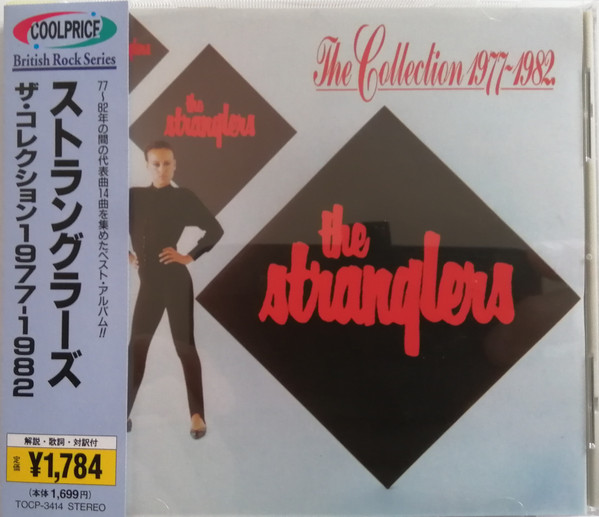 COOLPRICE
British Rock Series
ストラングラーズ
ザ・コレクション1977-1982
77〜82年の間の代表曲14曲を集めたベスト・アルバム!!
解説・歌詞・対訳付
定価
¥1,784
(本体 1,699円)
TOCP-3414 STEREO
The Collection 1977-1982
the
stranglers
the
stranglers